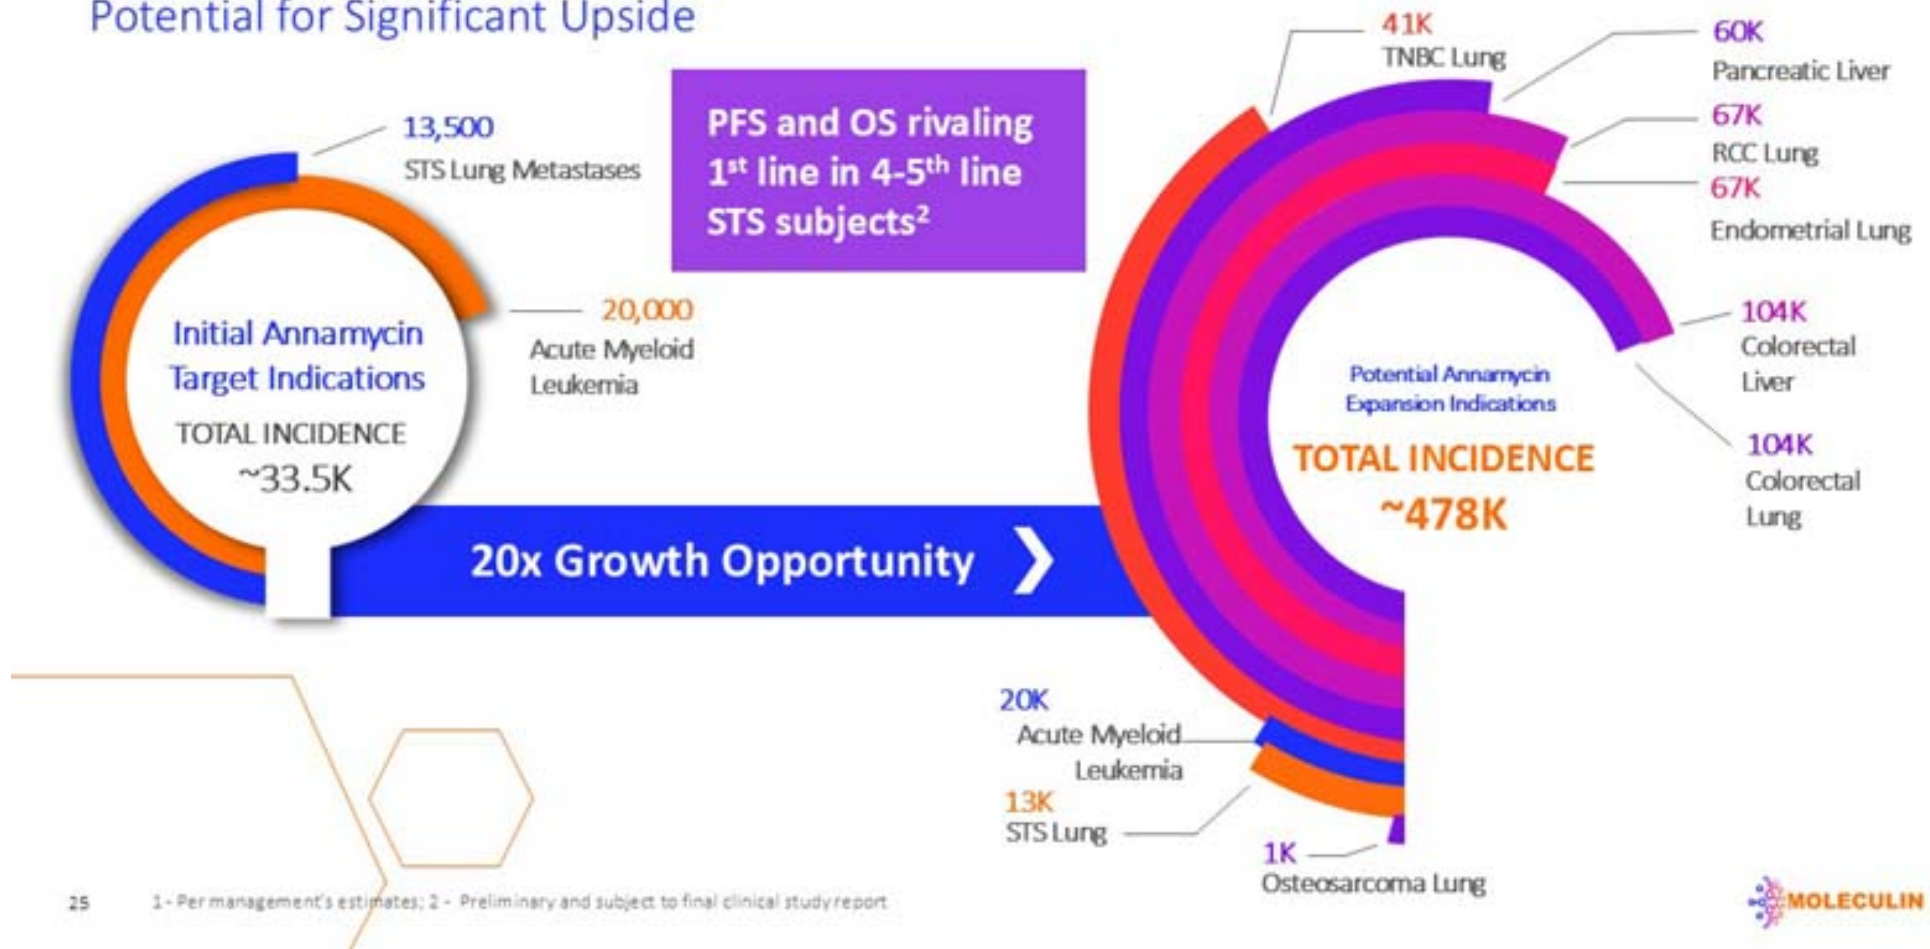 Potential for Significant Upside
13,500
STS Lung Metastases
PFS and OS rivaling
1st line in 4-5th line
STS subjects2
20,000
Acute Myeloid
Leukemia
Initial Annamycin
Target Indications
TOTAL INCIDENCE
~33.5K
20x Growth Opportunity
41K
TNBC Lung
60K
Pancreatic Liver
67K
RCC Lung
67K
Endometrial Lung
104K
Colorectal
Liver
104K
Colorectal
Lung
Potential Annamycin
Expansion Indications
TOTAL INCIDENCE
~478K
20K
Acute Myeloid
Leukemia
13K
STS Lung
1K
Osteosarcoma Lung
25
1 - Per management's estimates; 2 - Preliminary and subject to final clinical study report
MOLECULIN